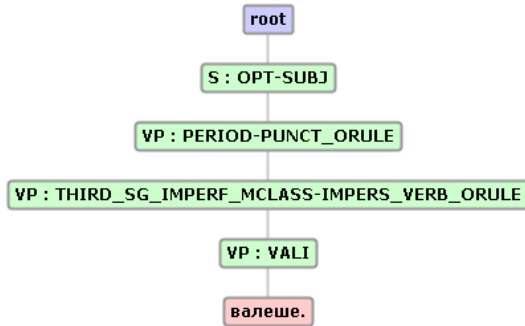 root
S : OPT-SUBJ
VP : PERIOD-PUNCT_ORULE
VP : THIRD_SG_IMPERF_MCLASS-IMPERS_VERB_ORULE
VP : VALI
валеше.